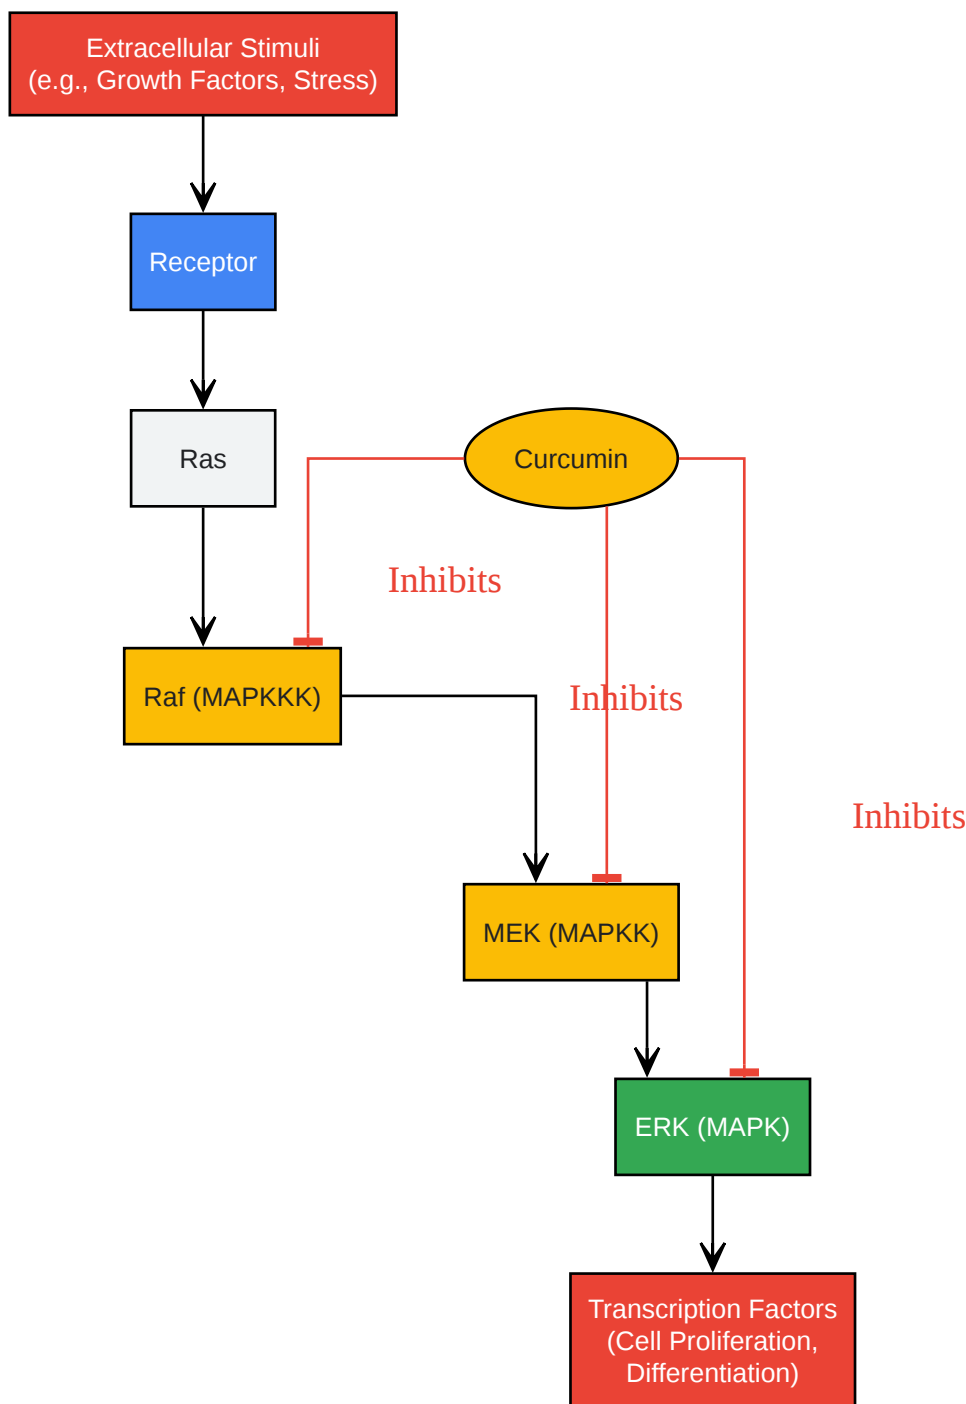 Extracellular Stimuli
(e.g., Growth Factors, Stress)
Receptor
Ras
Curcumin
Inhibits
Raf (MAPKKK)
Inhibits
Inhibits
MEK (MAPKK)
ERK (MAPK)
Transcription Factors
(Cell Proliferation,
Differentiation)